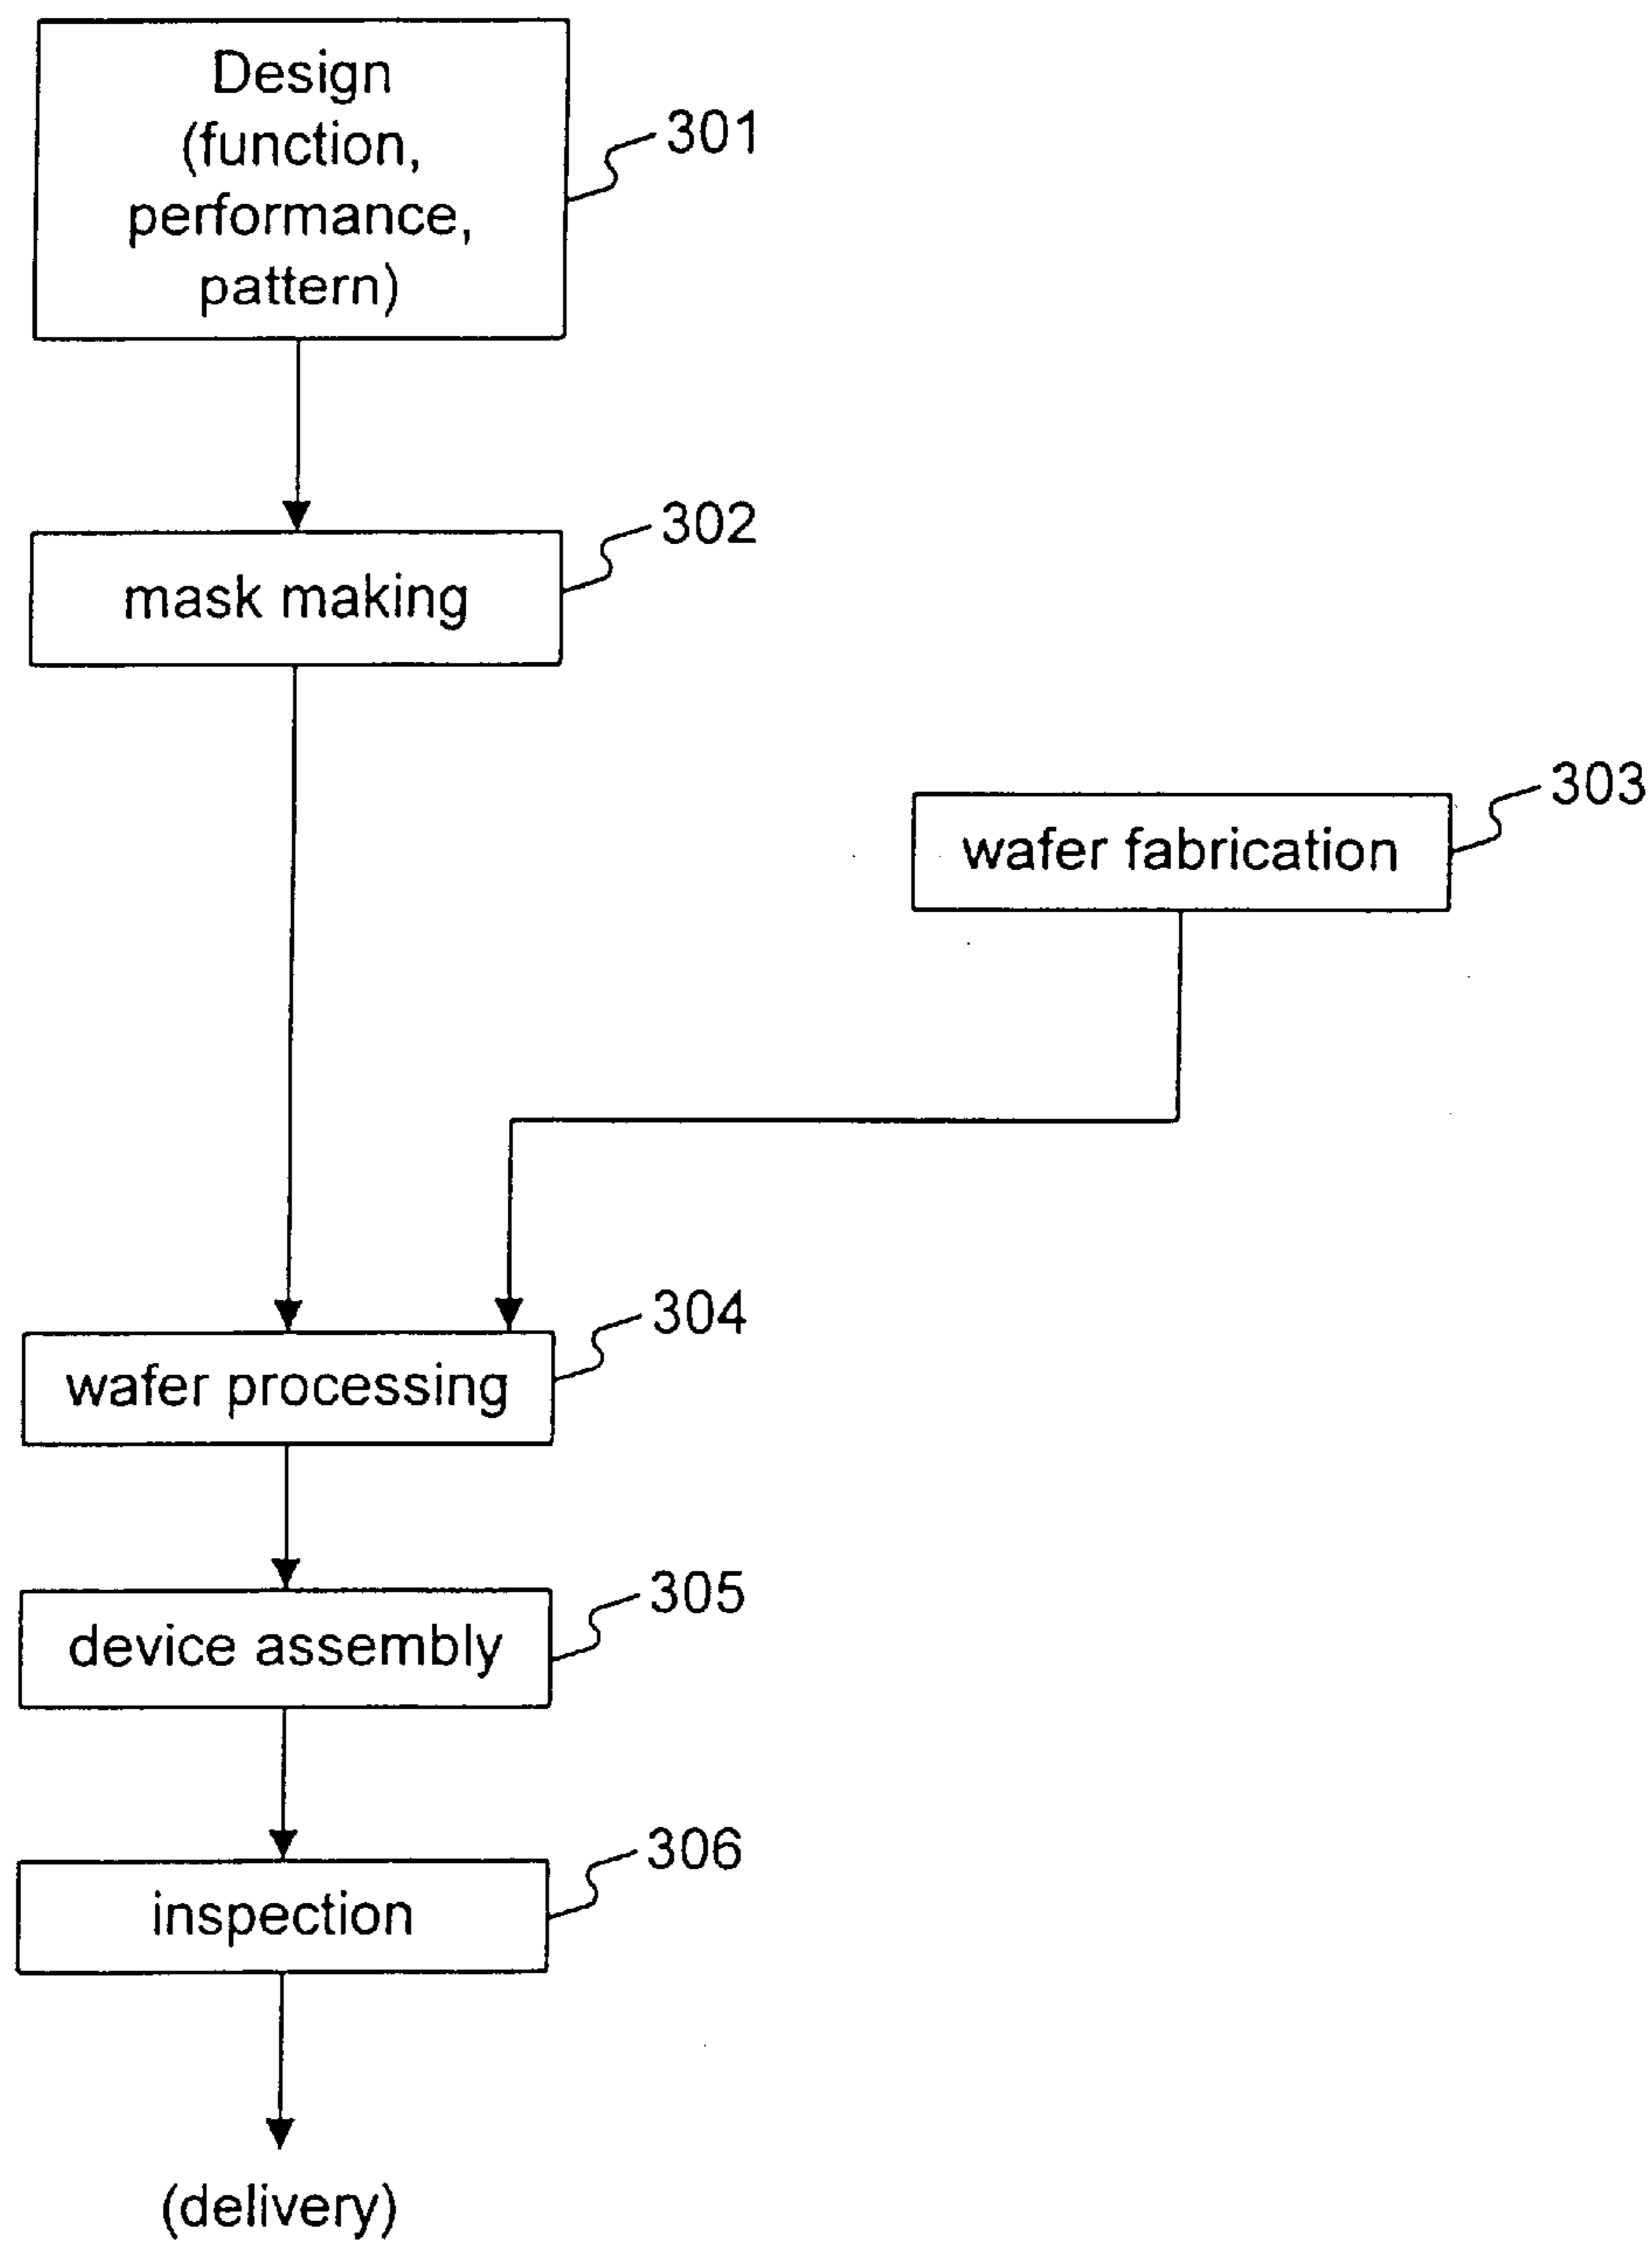 Design
(function,
performance,
pattern)
301
mask making
302
wafer fabrication
303
wafer processing
304
device assembly
305
inspection
306
(delivery)